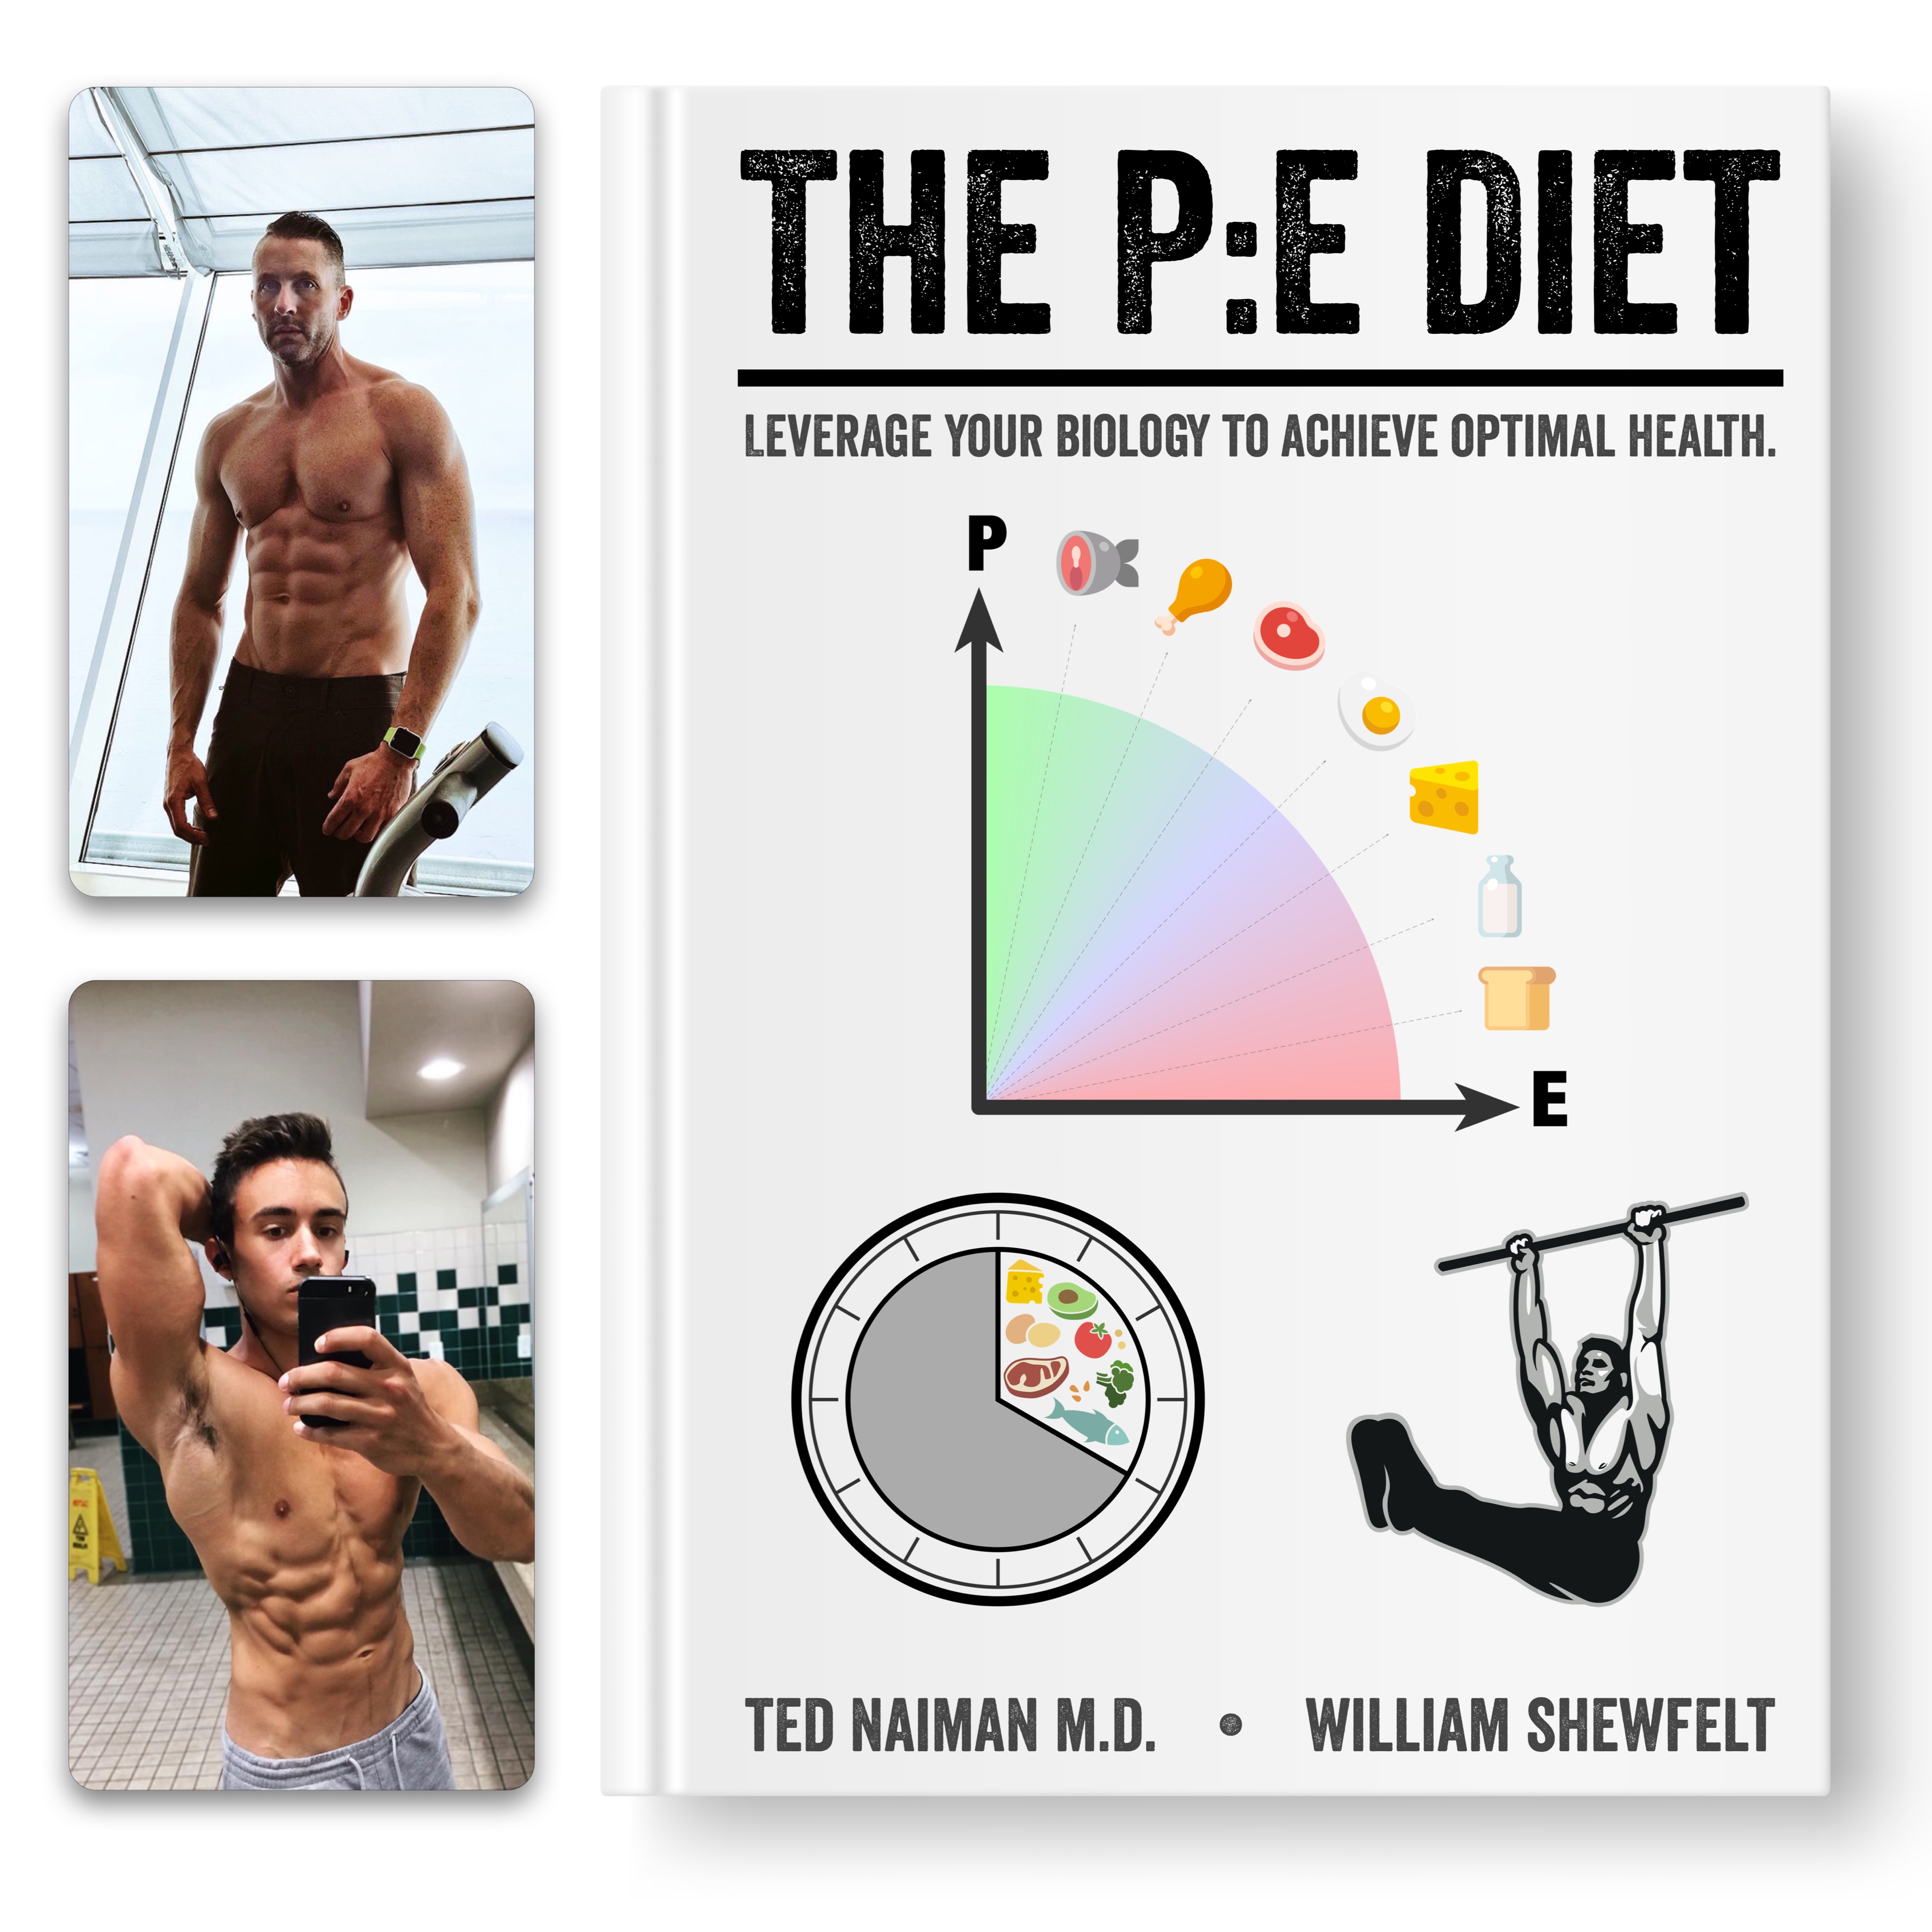 THE P:E DIET
LEVERAGE YOUR BIOLOGY TO ACHIEVE OPTIMAL HEALTH.
P
E
TED NAIMAN M.D. • WILLIAM SHEWFELT